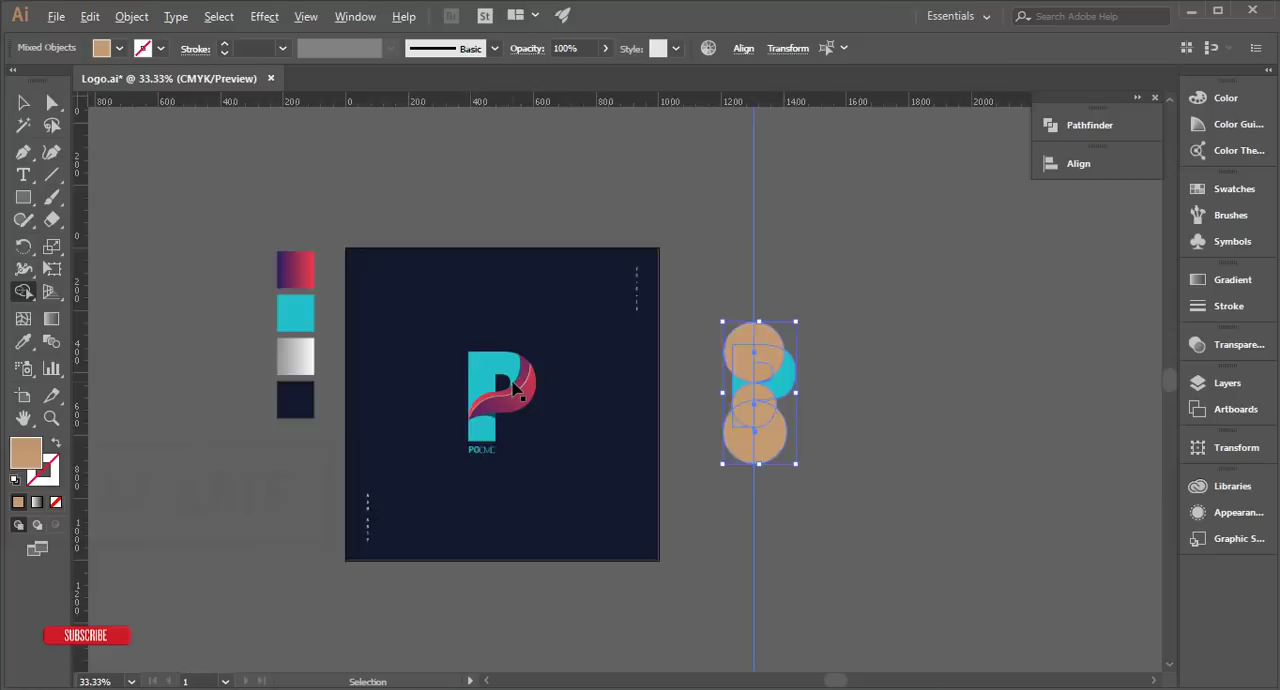 Ai File Edit Object Type Select Effect View Window Help Br St Essentials Search Adobe Help
Mixed Objects Stroke: Basic Opacity: 100% Style: Align Transform
Logo.ai* @ 33.33% (CMYK/Preview)
800 600 400 200 0 200 400 600 800 1000 1200 1400 1600 1800 2000
Pathfinder
Align
Color
Color Gui...
Color The...
Swatches
Brushes
Symbols
Gradient
Stroke
Transpare...
Layers
Artboards
Transform
Libraries
Appearan...
Graphic S...
P
POCMC
SUBSCRIBE
33.33% 1 Selection